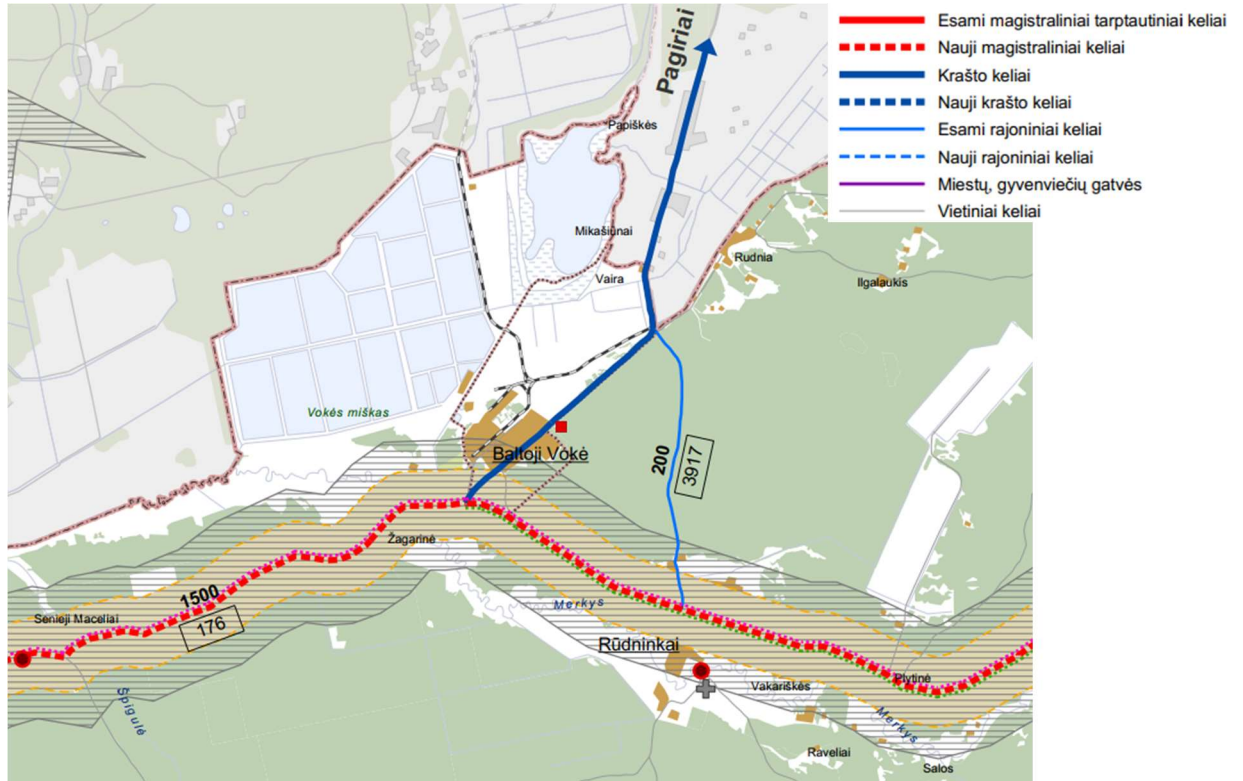 Esami magistraliniai tarptautiniai keliai
Nauji magistraliniai keliai
Krašto keliai
Nauji krašto keliai
Esami rajoniniai keliai
Nauji rajoniniai keliai
Miestų, gyvenviečių gatvės
Vietiniai keliai
Pagiriai
Papiškės
Mikašiūnai
Rudnia
Vaira
Ilgalaukis
Vokės miškas
Baltoji Vokė
200
3917
Žagarinė
1500
176
Senieji Maceliai
Merkys
Rūdninkai
Plytinė
Vakariškės
Špigulė
Merkys
Raveliai
Salos